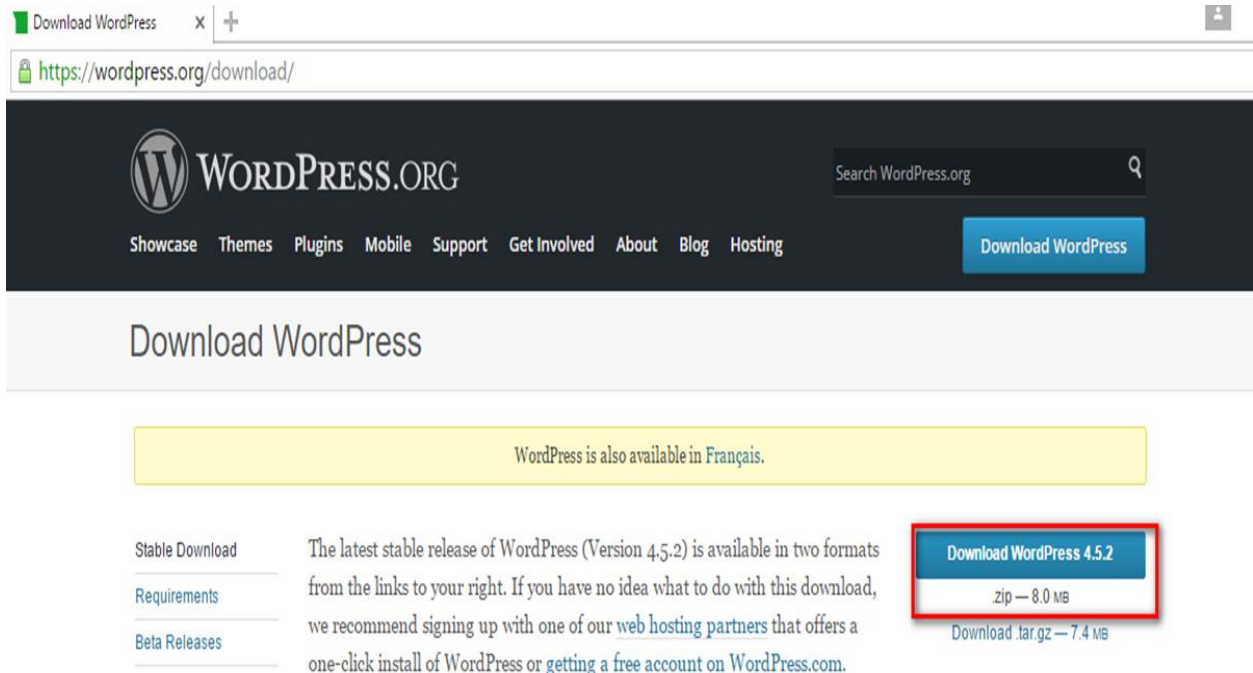 Download WordPress
https://wordpress.org/download/
WORDPRESS.ORG
Search WordPress.org
Showcase Themes Plugins Mobile Support Get Involved About Blog Hosting
Download WordPress
Download WordPress
WordPress is also available in Français.
Stable Download
Requirements
Beta Releases
The latest stable release of WordPress (Version 4.5.2) is available in two formats
from the links to your right. If you have no idea what to do with this download,
we recommend signing up with one of our web hosting partners that offers a
one-click install of WordPress or getting a free account on WordPress.com.
Download WordPress 4.5.2
.zip — 8.0 MB
Download .tar.gz — 7.4 MB